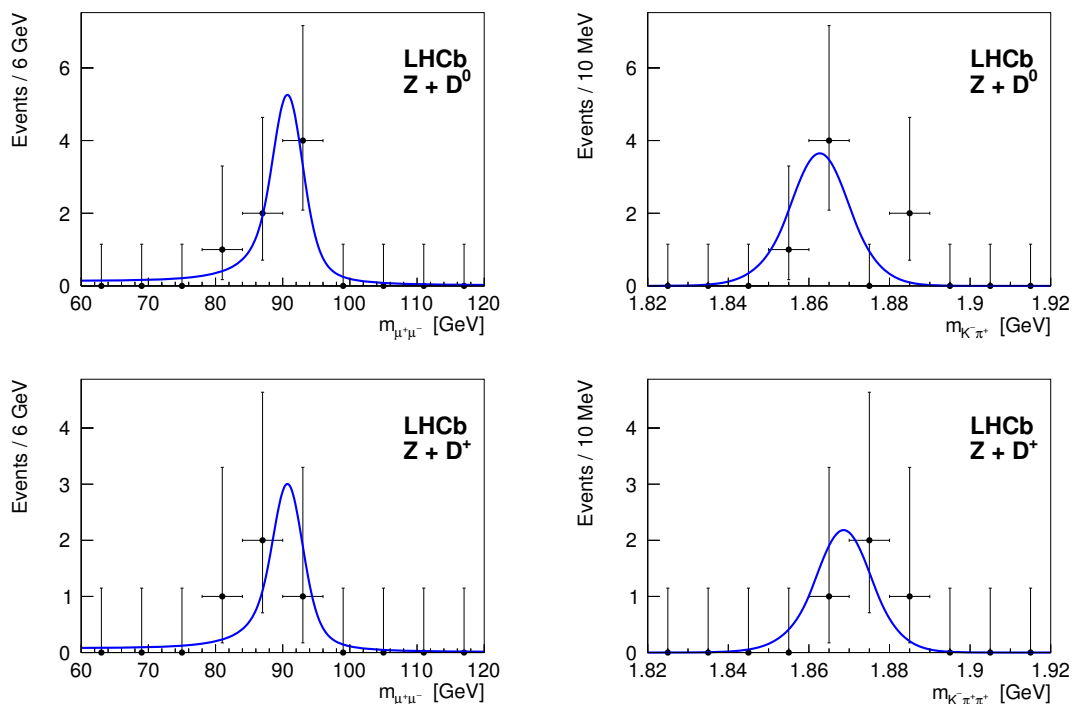 Events / 6 GeV
6
4
2
0
LHCb
Z + D⁰
60 70 80 90 100 110 120
m_μ⁺μ⁻ [GeV]
Events / 10 MeV
6
4
2
0
LHCb
Z + D⁰
1.82 1.84 1.86 1.88 1.9 1.92
m_K⁻π⁺ [GeV]
Events / 6 GeV
4
3
2
1
0
LHCb
Z + D⁺
60 70 80 90 100 110 120
m_μ⁺μ⁻ [GeV]
Events / 10 MeV
4
3
2
1
0
LHCb
Z + D⁺
1.82 1.84 1.86 1.88 1.9 1.92
m_K⁻π⁺π⁺ [GeV]